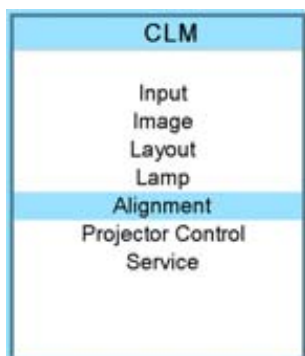 CLM
Input
Image
Layout
Lamp
Alignment
Projector Control
Service